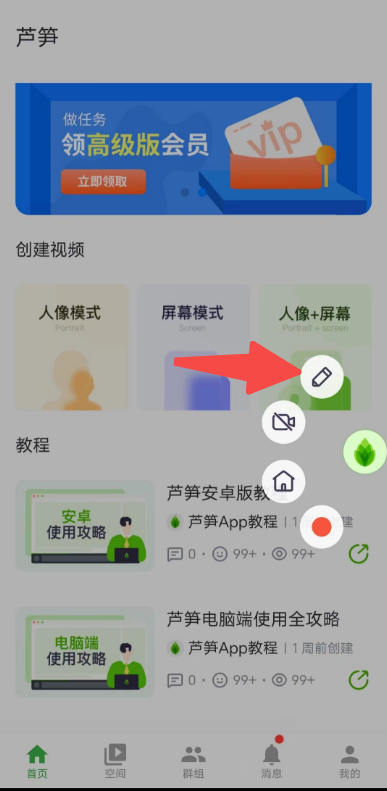 芦笋
做任务
领高级版会员
vip
立即领取
创建视频
人像模式
Portrait
屏幕模式
Screen
人像+屏幕
Portrait + screen
教程
安卓
使用攻略
芦笋安卓版教
芦笋App教程 | 1
建
0 · 99+ · 99+
电脑端
使用攻略
芦笋电脑端使用全攻略
芦笋App教程 | 1周前创建
0 · 99+ · 99+
首页
空间
群组
消息
我的